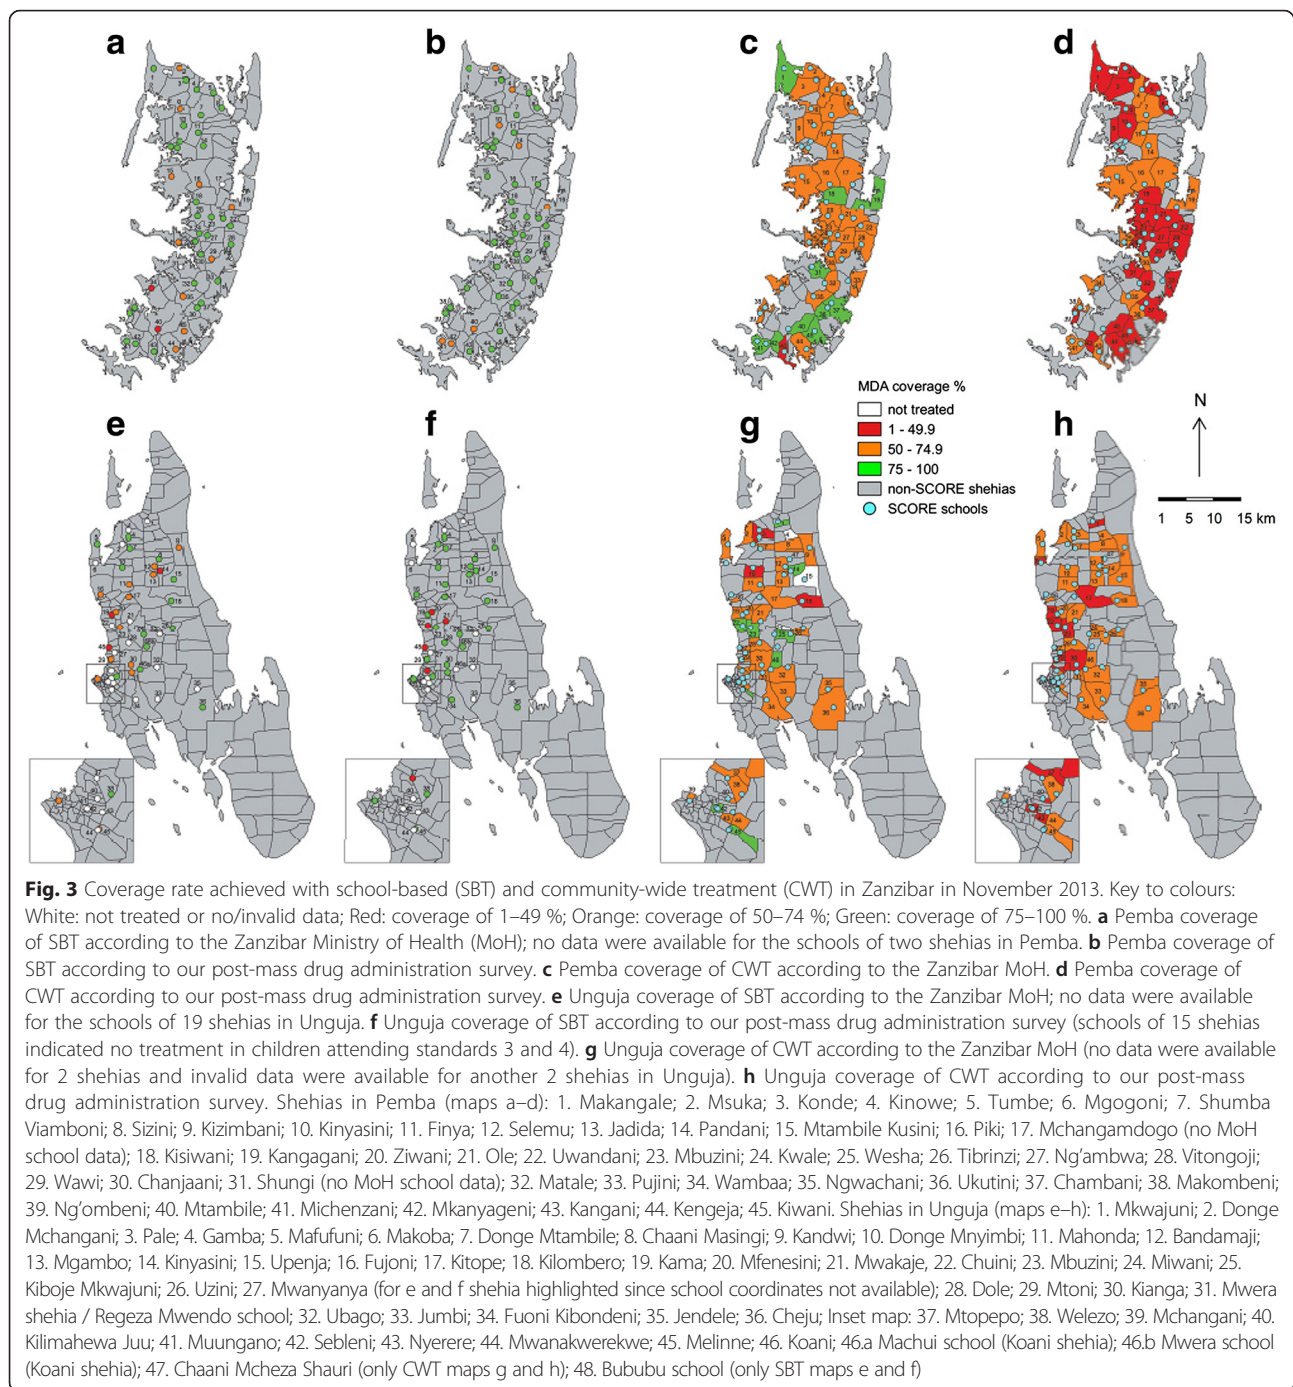 a b c d
MDA coverage %
not treated
1 - 49.9
50 - 74.9
75 - 100
non-SCORE shehias
SCORE schools
N
1 5 10 15 km
e f g h
Fig. 3 Coverage rate achieved with school-based (SBT) and community-wide treatment (CWT) in Zanzibar in November 2013. Key to colours:
White: not treated or no/invalid data; Red: coverage of 1–49 %; Orange: coverage of 50–74 %; Green: coverage of 75–100 %. a Pemba coverage
of SBT according to the Zanzibar Ministry of Health (MoH); no data were available for the schools of two shehias in Pemba. b Pemba coverage of
SBT according to our post-mass drug administration survey. c Pemba coverage of CWT according to the Zanzibar MoH. d Pemba coverage of
CWT according to our post-mass drug administration survey. e Unguja coverage of SBT according to the Zanzibar MoH; no data were available
for the schools of 19 shehias in Unguja. f Unguja coverage of SBT according to our post-mass drug administration survey (schools of 15 shehias
indicated no treatment in children attending standards 3 and 4). g Unguja coverage of CWT according to the Zanzibar MoH (no data were available
for 2 shehias and invalid data were available for another 2 shehias in Unguja). h Unguja coverage of CWT according to our post-mass
drug administration survey. Shehias in Pemba (maps a–d): 1. Makangale; 2. Msuka; 3. Konde; 4. Kinowe; 5. Tumbe; 6. Mgogoni; 7. Shumba
Viamboni; 8. Sizini; 9. Kizimbani; 10. Kinyasini; 11. Finya; 12. Selemu; 13. Jadida; 14. Pandani; 15. Mtambile Kusini; 16. Piki; 17. Mchangamdogo (no MoH
school data); 18. Kisiwani; 19. Kangagani; 20. Ziwani; 21. Ole; 22. Uwandani; 23. Mbuzini; 24. Kwale; 25. Wesha; 26. Tibrinzi; 27. Ng'ambwa; 28. Vitongoji;
29. Wawi; 30. Chanjaani; 31. Shungi (no MoH school data); 32. Matale; 33. Pujini; 34. Wambaa; 35. Ngwachani; 36. Ukutini; 37. Chambani; 38. Makombeni;
39. Ng'ombeni; 40. Mtambile; 41. Michenzani; 42. Mkanyageni; 43. Kangani; 44. Kengeja; 45. Kiwani. Shehias in Unguja (maps e–h): 1. Mkwajuni; 2. Donge
Mchangani; 3. Pale; 4. Gamba; 5. Mafufuni; 6. Makoba; 7. Donge Mtambile; 8. Chaani Masingi; 9. Kandwi; 10. Donge Mnyimbi; 11. Mahonda; 12. Bandamaji;
13. Mgambo; 14. Kinyasini; 15. Upenja; 16. Fujoni; 17. Kitope; 18. Kilombero; 19. Kama; 20. Mfenesini; 21. Mwakaje, 22. Chuini; 23. Mbuzini; 24. Miwani; 25.
Kiboje Mkwajuni; 26. Uzini; 27. Mwanyanya (for e and f shehia highlighted since school coordinates not available); 28. Dole; 29. Mtoni; 30. Kianga; 31. Mwera
shehia / Regeza Mwendo school; 32. Ubago; 33. Jumbi; 34. Fuoni Kibondeni; 35. Jendele; 36. Cheju; Inset map: 37. Mtopepo; 38. Welezo; 39. Mchangani; 40.
Kilimahewa Juu; 41. Muungano; 42. Sebleni; 43. Nyerere; 44. Mwanakwerekwe; 45. Melinne; 46. Koani; 46.a Machui school (Koani shehia); 46.b Mwera school
(Koani shehia); 47. Chaani Mcheza Shauri (only CWT maps g and h); 48. Bububu school (only SBT maps e and f)